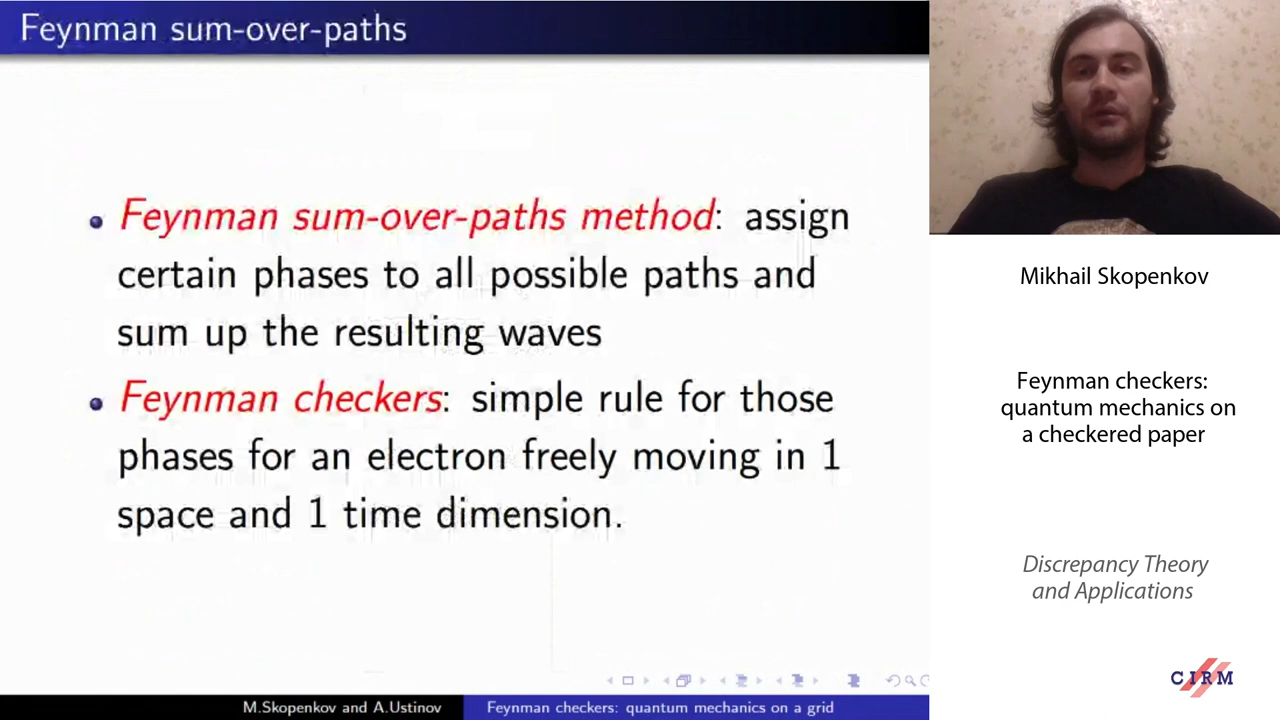 Feynman sum-over-paths
Feynman sum-over-paths method: assign
certain phases to all possible paths and
sum up the resulting waves
Feynman checkers: simple rule for those
phases for an electron freely moving in 1
space and 1 time dimension.
M.Skopenkov and A.Ustinov
Feynman checkers: quantum mechanics on a grid
Mikhail Skopenkov
Feynman checkers:
quantum mechanics on
a checkered paper
Discrepancy Theory
and Applications
CIRM